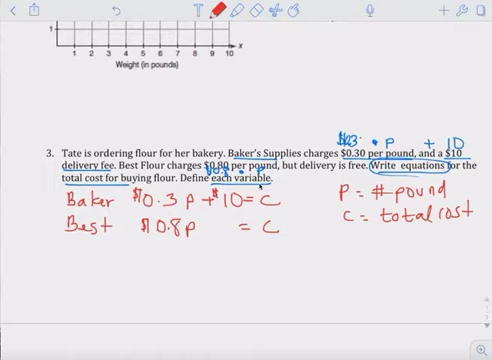 1
1 2 3 4 5 6 7 8 9 10 x
Weight (in pounds)
• p + 10
3. Tate is ordering flour for her bakery. Baker's Supplies charges $0.30 per pound, and a $10
delivery fee. Best Flour charges $0.80 per pound, but delivery is free. Write equations for the
$0.8 • p
total cost for buying flour. Define each variable.
Baker $0.3p + $10 = C
p = # pound
Best $0.8p = C
C = total cost